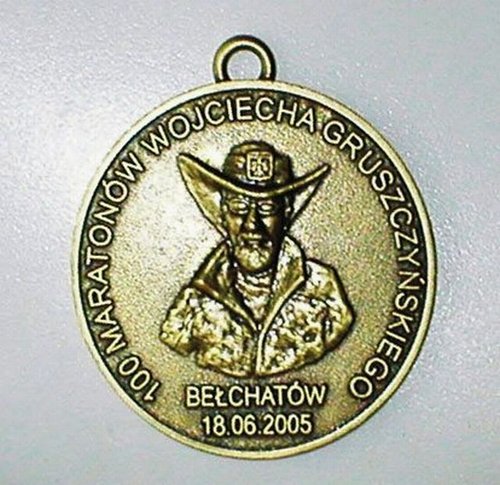 100 MARATONÓW WOJCIECHA GRUSZCZYŃSKIEGO
BEŁCHATÓW
18.06.2005